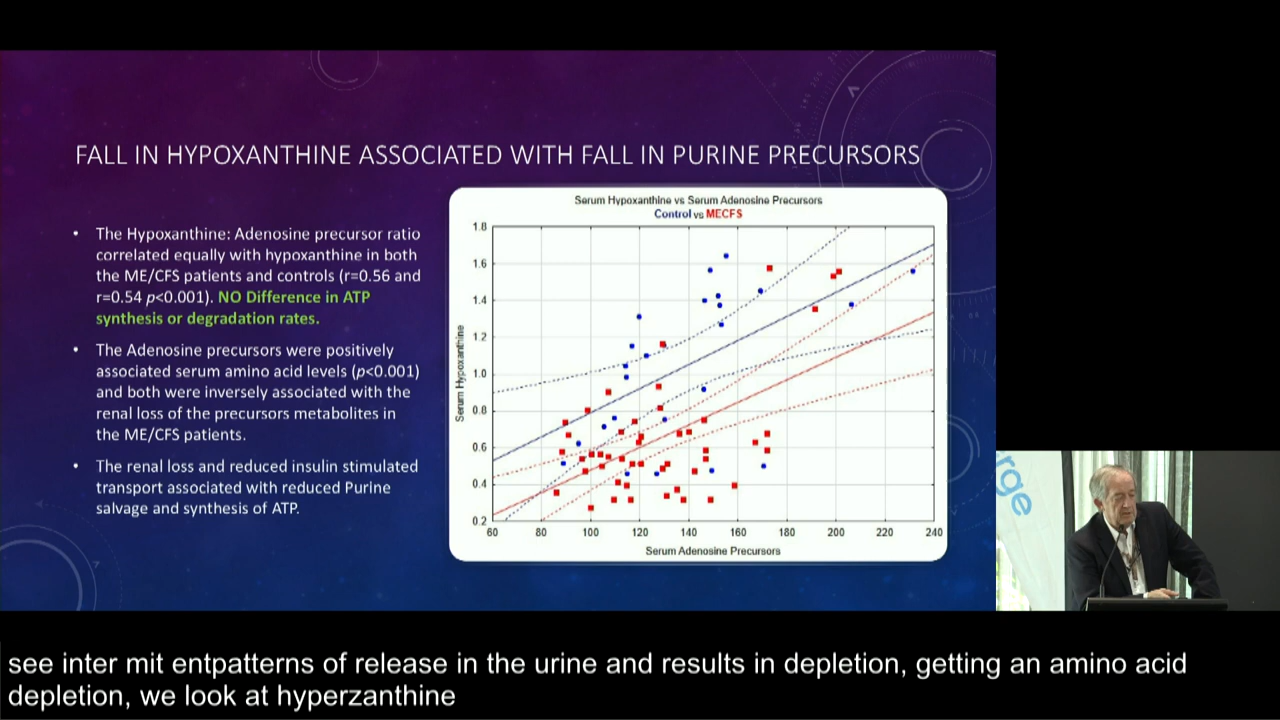 FALL IN HYPOXANTHINE ASSOCIATED WITH FALL IN PURINE PRECURSORS
• The Hypoxanthine: Adenosine precursor ratio
correlated equally with hypoxanthine in both
the ME/CFS patients and controls (r=0.56 and
r=0.54 p<0.001). NO Difference in ATP
synthesis or degradation rates.
• The Adenosine precursors were positively
associated serum amino acid levels (p<0.001)
and both were inversely associated with the
renal loss of the precursors metabolites in
the ME/CFS patients.
• The renal loss and reduced insulin stimulated
transport associated with reduced Purine
salvage and synthesis of ATP.
Serum Hypoxanthine vs Serum Adenosine Precursors
Control vs MECFS
Serum Hypoxanthine
1.8
1.6
1.4
1.2
1.0
0.8
0.6
0.4
0.2
60 80 100 120 140 160 180 200 220 240
Serum Adenosine Precursors
rge
see inter mit entpatterns of release in the urine and results in depletion, getting an amino acid
depletion, we look at hyperzanthine